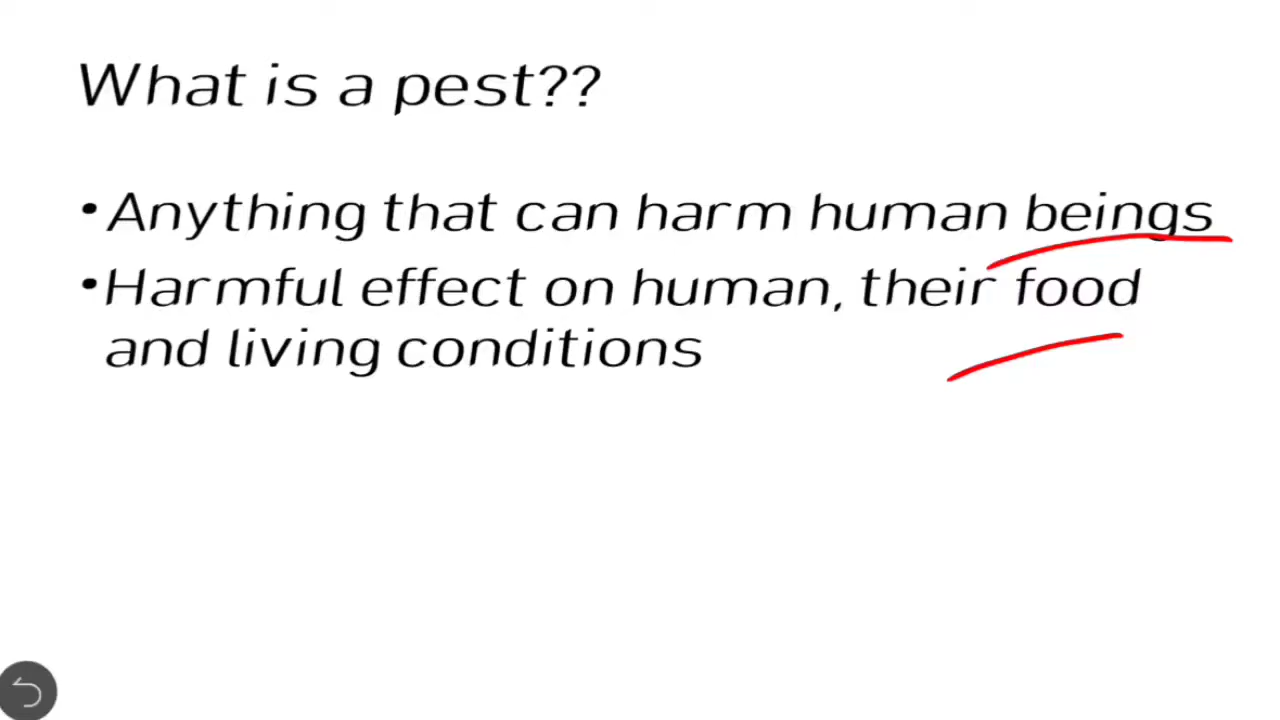 What is a pest??
•Anything that can harm human beings
•Harmful effect on human, their food
and living conditions